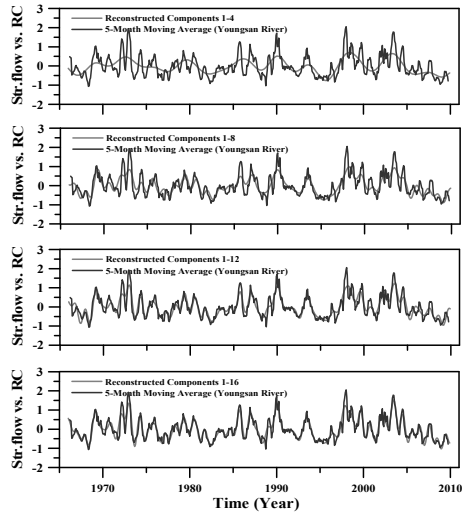 3
2
1
0
-1
-2
Str.flow vs. RC
Reconstructed Components 1-4
5-Month Moving Average (Youngsan River)
3
2
1
0
-1
-2
Str.flow vs. RC
Reconstructed Components 1-8
5-Month Moving Average (Youngsan River)
3
2
1
0
-1
-2
Str.flow vs. RC
Reconstructed Components 1-12
5-Month Moving Average (Youngsan River)
3
2
1
0
-1
-2
Str.flow vs. RC
Reconstructed Components 1-16
5-Month Moving Average (Youngsan River)
1970 1980 1990 2000 2010
Time (Year)